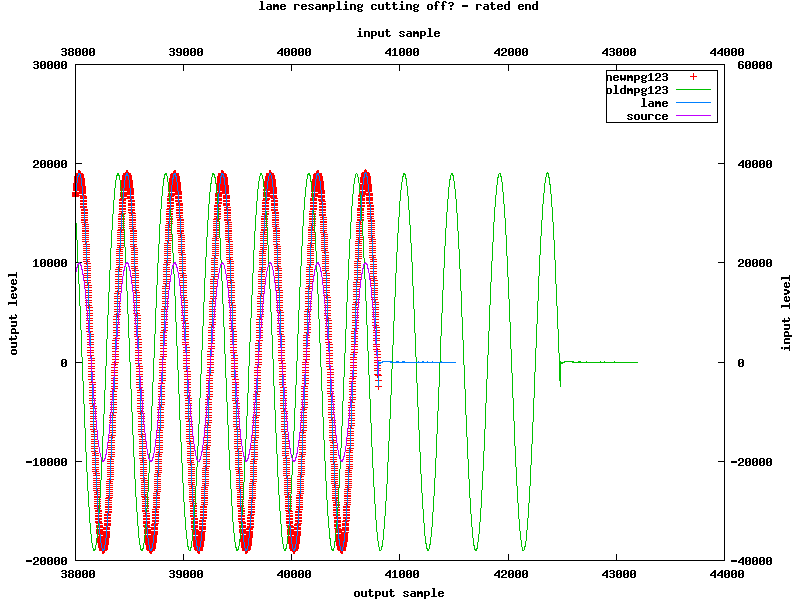 lame resampling cutting off? - rated end
input sample
38000 39000 40000 41000 42000 43000 44000
30000 60000
newmpg123
oldmpg123
lame
source
20000 40000
10000 20000
output level
input level
0 0
-10000 -20000
-20000 -40000
38000 39000 40000 41000 42000 43000 44000
output sample